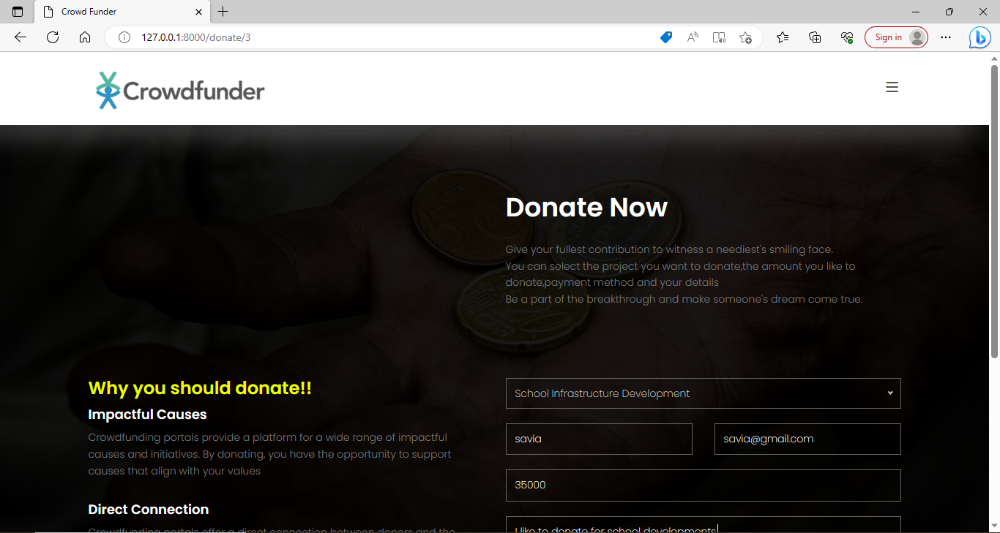 Crowd Funder
127.0.0.1:8000/donate/3
Sign in
Crowdfunder
Donate Now
Give your fullest contribution to witness a neediest's smiling face.
You can select the project you want to donate,the amount you like to
donate,payment method and your details
Be a part of the breakthrough and make someone's dream come true.
Why you should donate!!
Impactful Causes
Crowdfunding portals provide a platform for a wide range of impactful
causes and initiatives. By donating, you have the opportunity to support
causes that align with your values
Direct Connection
Crowdfunding portals offer a direct connection between donors and the
School Infrastructure Development
savia
savia@gmail.com
35000
I like to donate for school developments